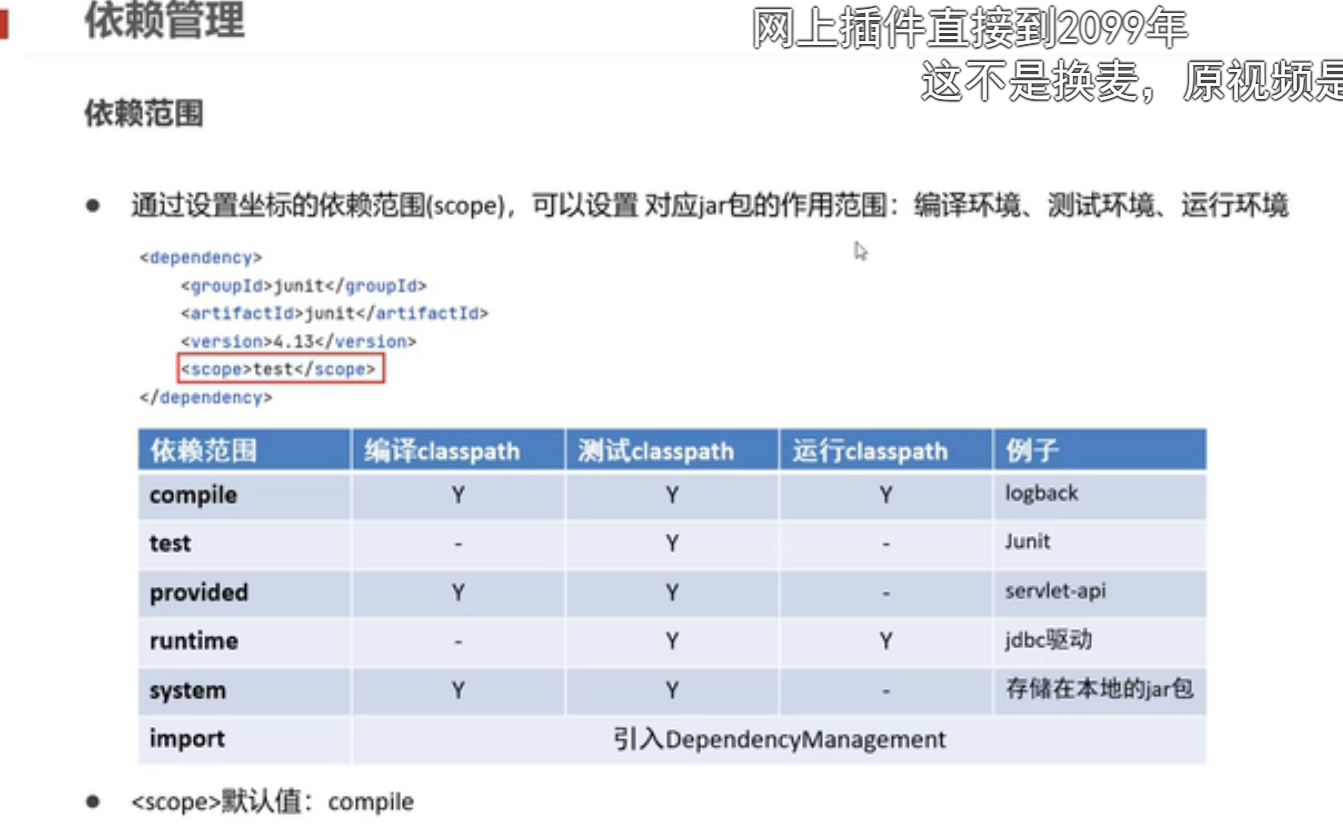 依赖管理
网上插件直接到2099年
这不是换麦，原视频是
依赖范围
● 通过设置坐标的依赖范围(scope)，可以设置 对应jar包的作用范围：编译环境、测试环境、运行环境
<dependency>
<groupId>junit</groupId>
<artifactId>junit</artifactId>
<version>4.13</version>
<scope>test</scope>
</dependency>
依赖范围 编译classpath 测试classpath 运行classpath 例子
compile Y Y Y logback
test - Y - Junit
provided Y Y - servlet-api
runtime - Y Y jdbc驱动
system Y Y - 存储在本地的jar包
import 引入DependencyManagement
● <scope>默认值：compile